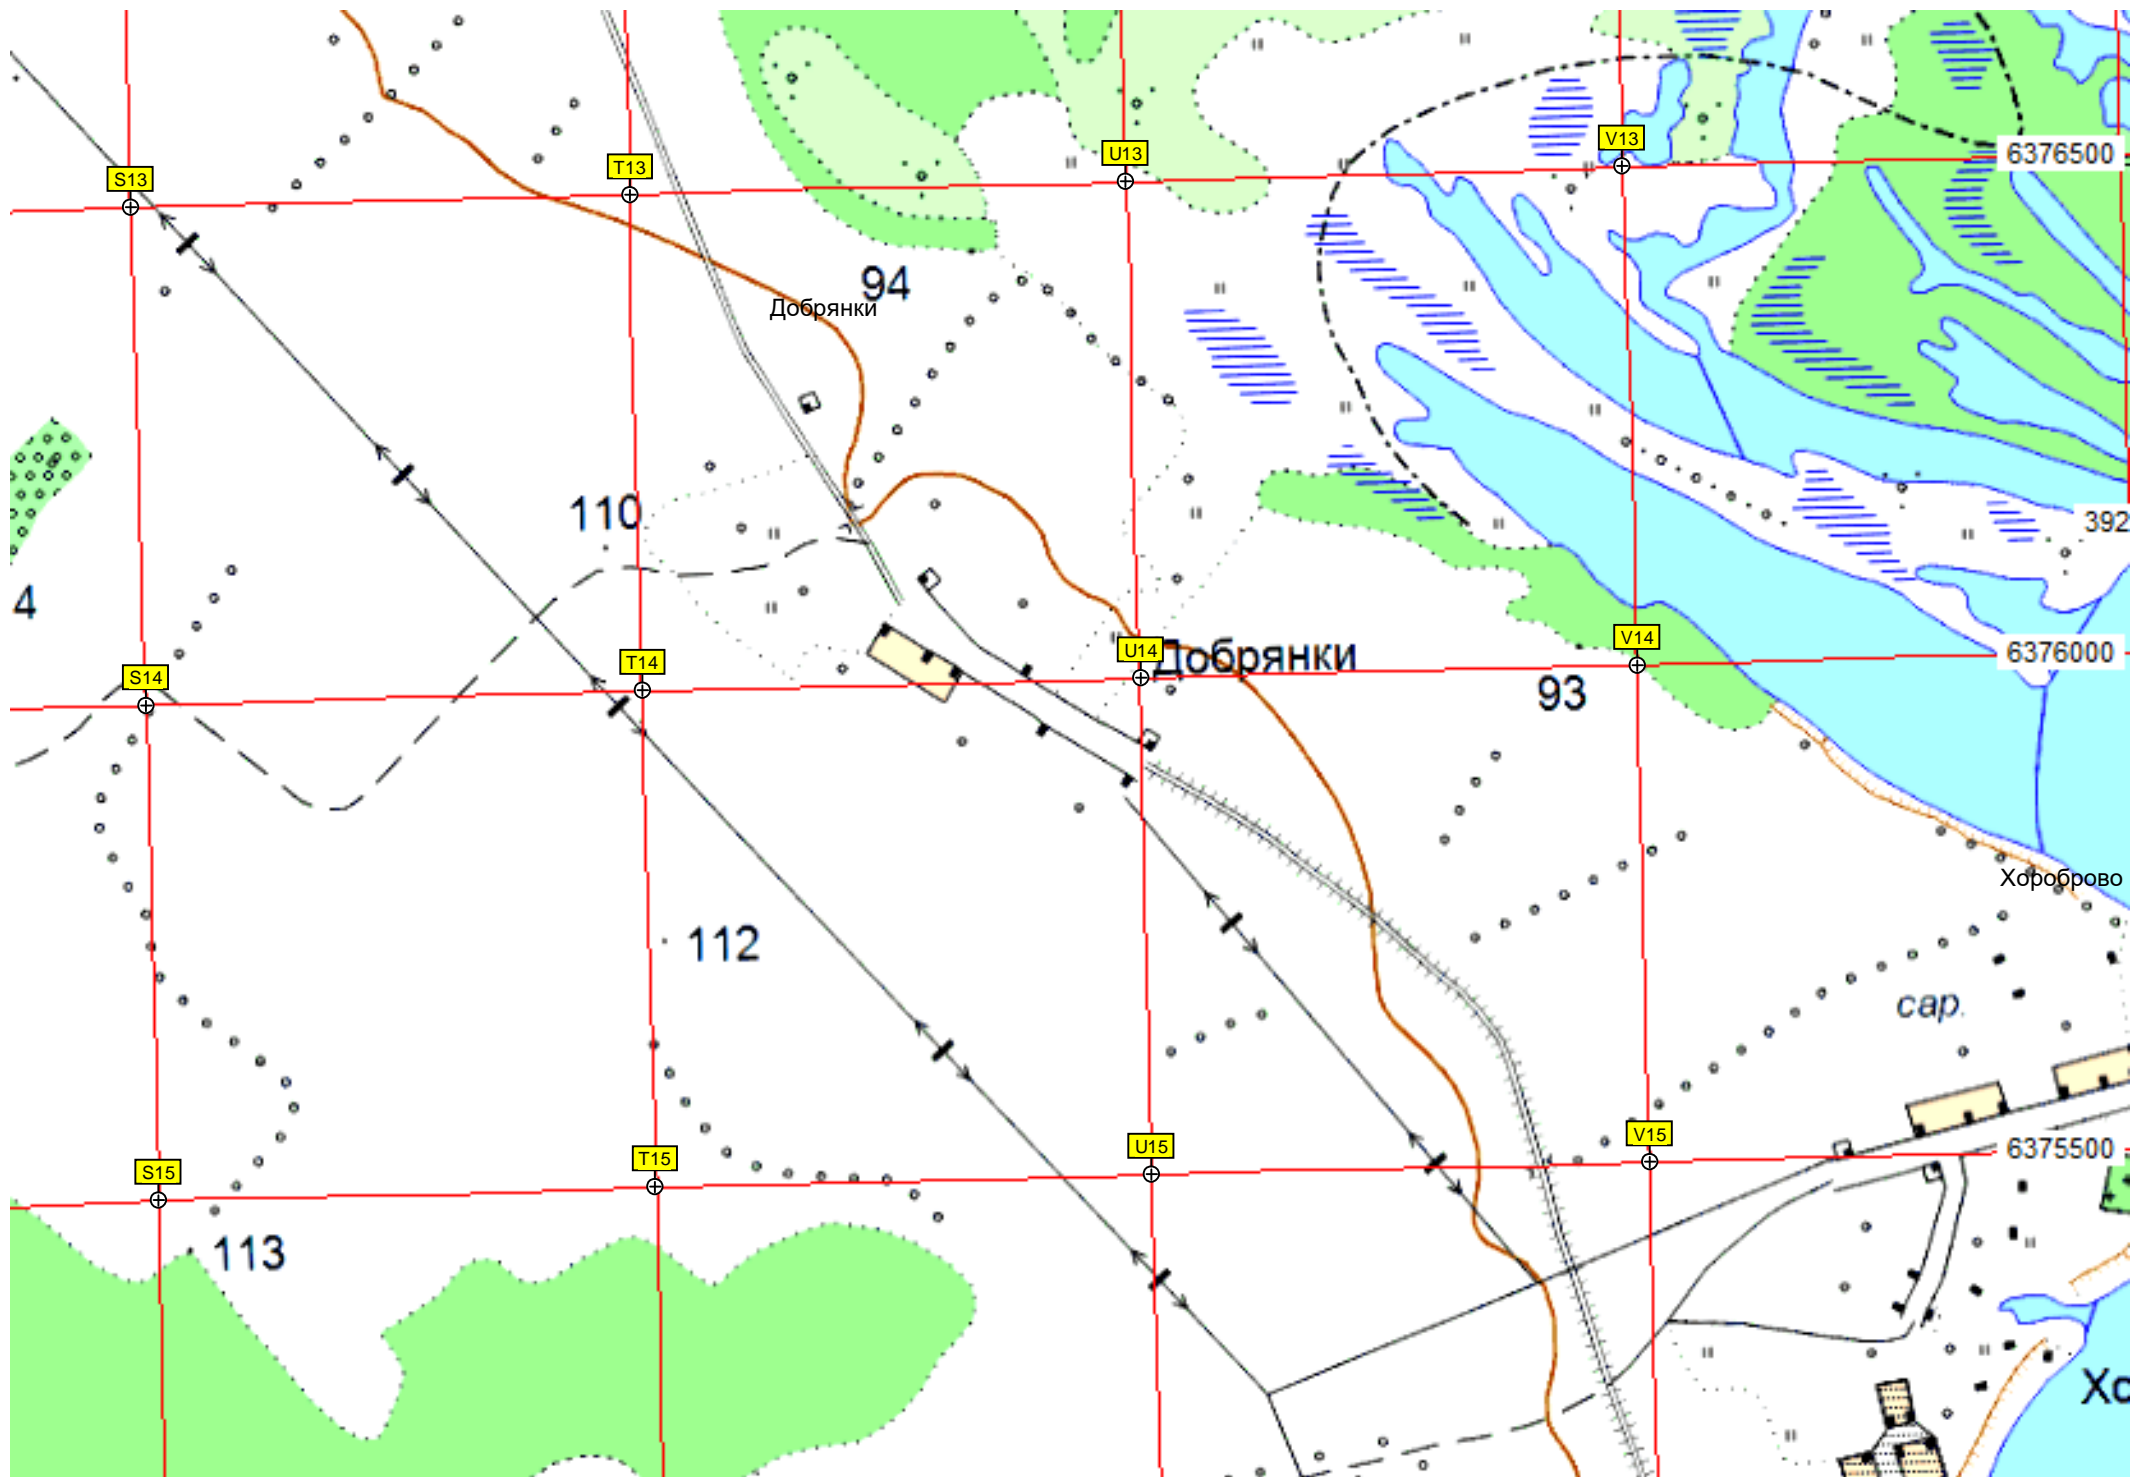 V13
U13
6376500
T13
S13
94
Добрянки
110
392
4
V14
U14
Добрянки
6376000
T14
S14
93
Хороброво
112
сар.
V15
U15
6375500
T15
S15
113
Хо